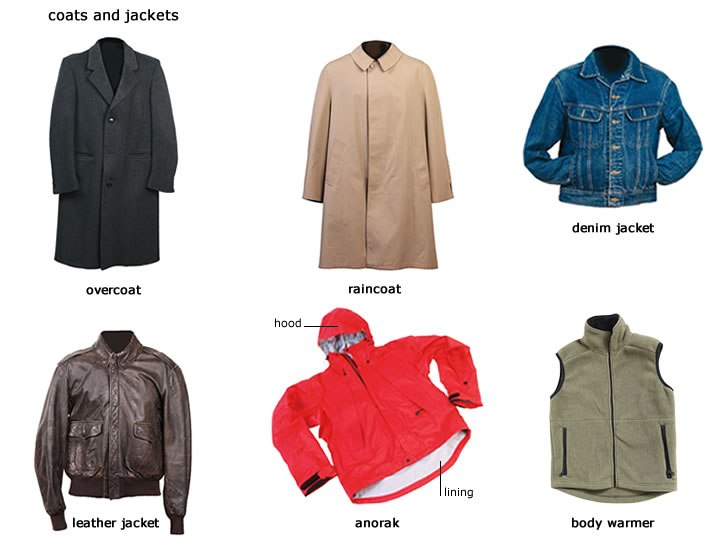 coats and jackets
overcoat
raincoat
denim jacket
hood
lining
leather jacket
anorak
body warmer